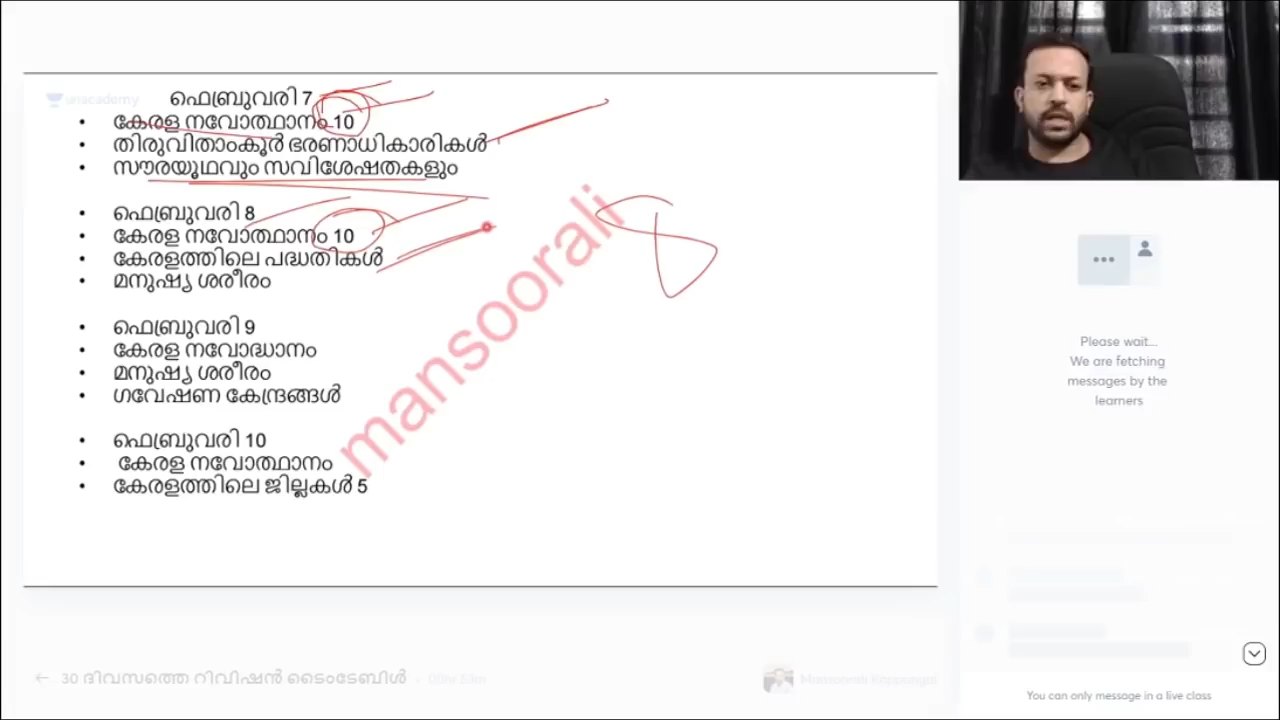 unacademy
ഫെബ്രുവരി 7
• കേരള നവോത്ഥാനം 10
• തിരുവിതാംകൂർ ഭരണാധികാരികൾ
• സൗരയൂഥവും സവിശേഷതകളും
• ഫെബ്രുവരി 8
• കേരള നവോത്ഥാനം 10
• കേരളത്തിലെ പദ്ധതികൾ
• മനുഷ്യ ശരീരം
• ഫെബ്രുവരി 9
• കേരള നവോദ്ധാനം
• മനുഷ്യ ശരീരം
• ഗവേഷണ കേന്ദ്രങ്ങൾ
• ഫെബ്രുവരി 10
• കേരള നവോത്ഥാനം
• കേരളത്തിലെ ജില്ലകൾ 5
mansoorali
8
Please wait...
We are fetching
messages by the
learners
← 30 ദിവസത്തെ റിവിഷൻ ടൈംടേബിൾ
You can only message in a live class